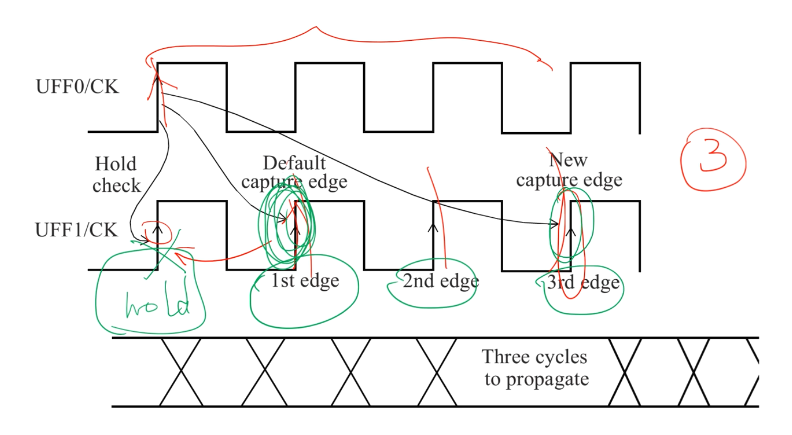 UFF0/CK
Hold
check
Default
capture edge
New
capture edge
3
UFF1/CK
hold
1st edge
2nd edge
3rd edge
Three cycles
to propagate